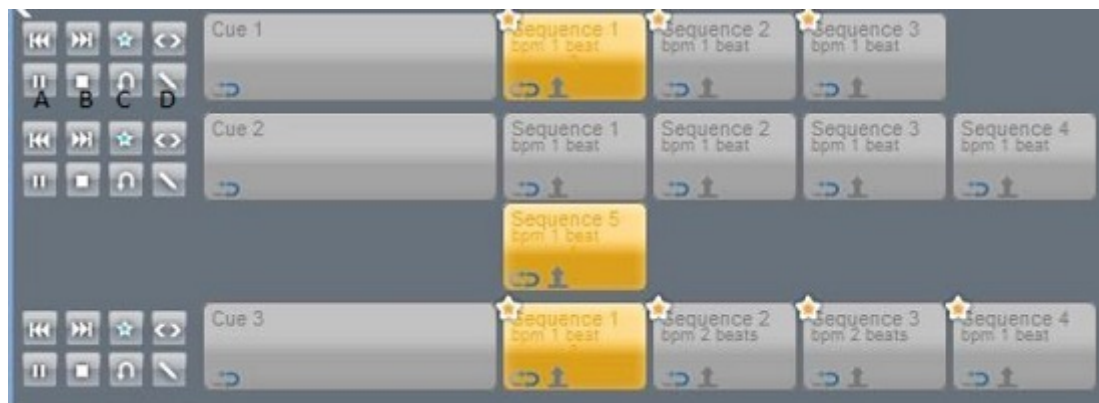 Cue 1
Sequence 1
bpm 1 beat
Sequence 2
bpm 1 beat
Sequence 3
bpm 1 beat
A B C D
Cue 2
Sequence 1
bpm 1 beat
Sequence 2
bpm 1 beat
Sequence 3
bpm 1 beat
Sequence 4
bpm 1 beat
Sequence 5
bpm 1 beat
Cue 3
Sequence 1
bpm 1 beat
Sequence 2
bpm 2 beats
Sequence 3
bpm 2 beats
Sequence 4
bpm 1 beat